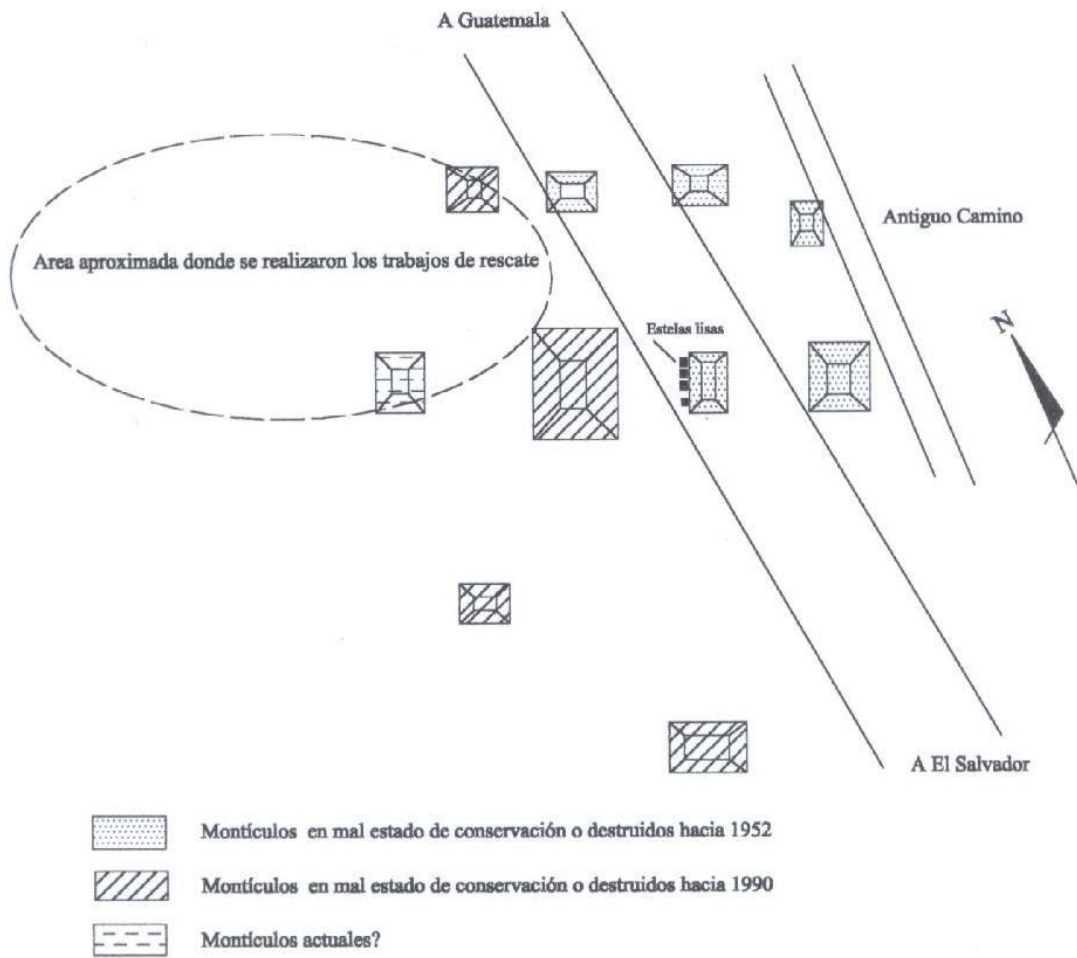 A Guatemala
Antiguo Camino
Area aproximada donde se realizaron los trabajos de rescate
N
Estelas lisas
A El Salvador
Montículos en mal estado de conservación o destruidos hacia 1952
Montículos en mal estado de conservación o destruidos hacia 1990
Montículos actuales?